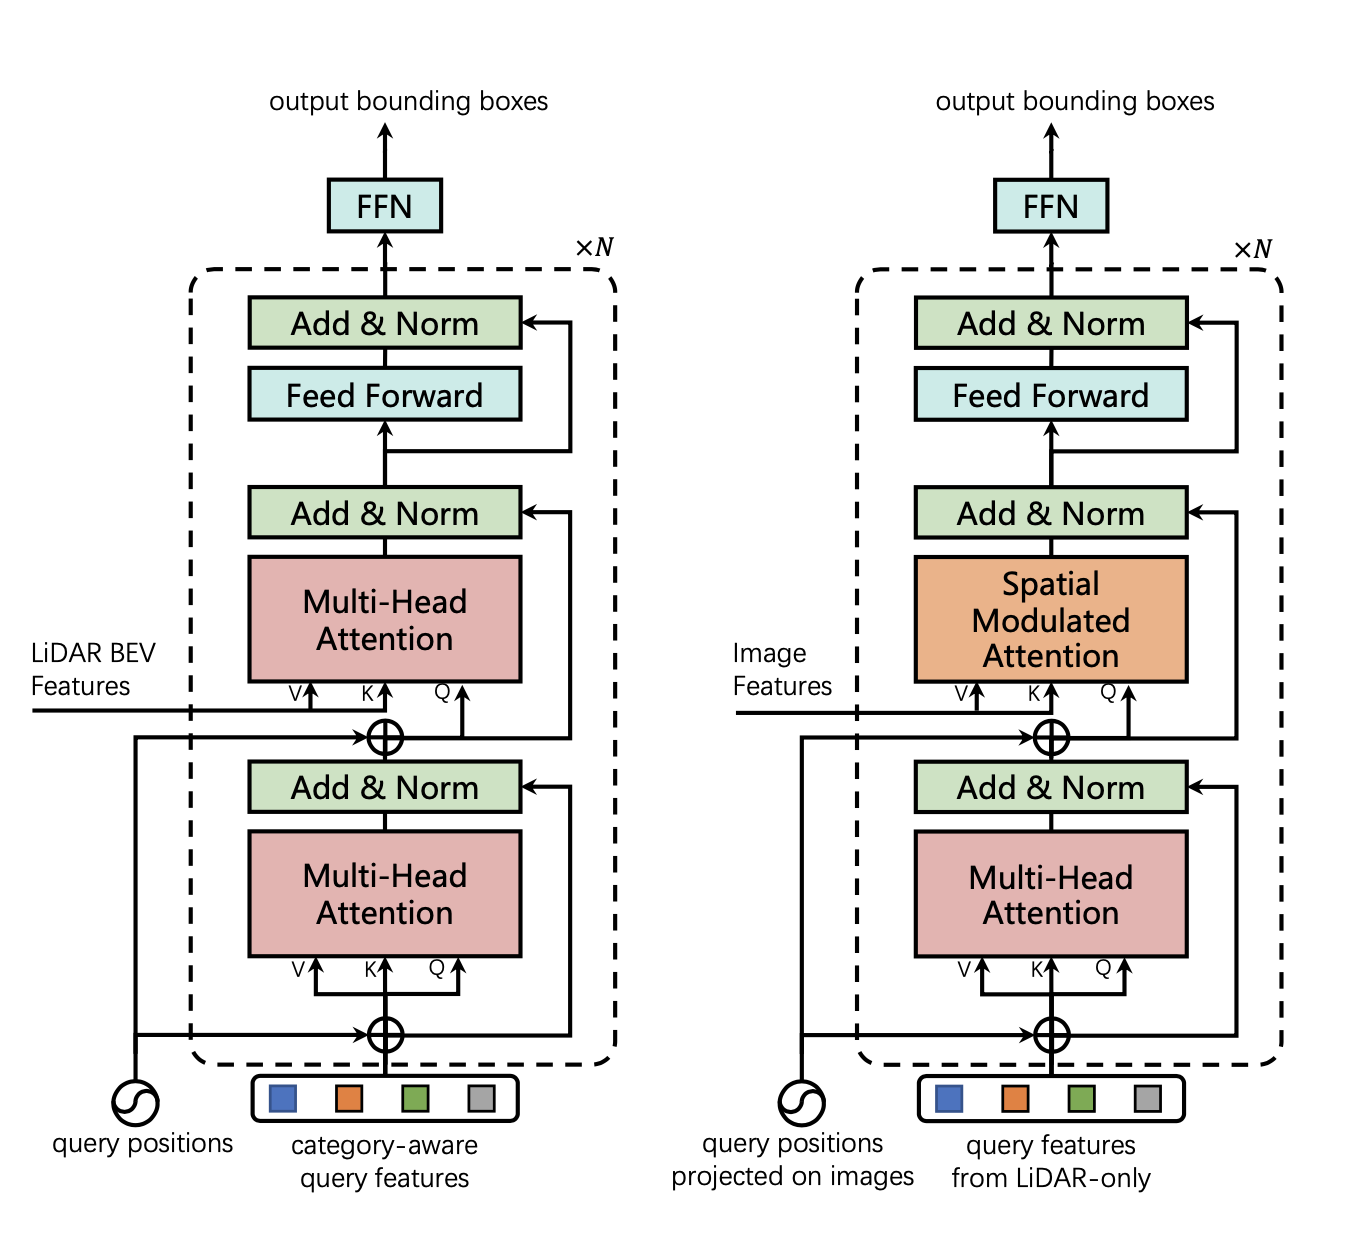 output bounding boxes
FFN
×N
Add & Norm
Feed Forward
Add & Norm
Multi-Head
Attention
LiDAR BEV
Features
V K Q
Add & Norm
Multi-Head
Attention
V K Q
query positions
category-aware
query features
output bounding boxes
FFN
×N
Add & Norm
Feed Forward
Add & Norm
Spatial
Modulated
Attention
Image
Features
V K Q
Add & Norm
Multi-Head
Attention
V K Q
query positions
projected on images
query features
from LiDAR-only